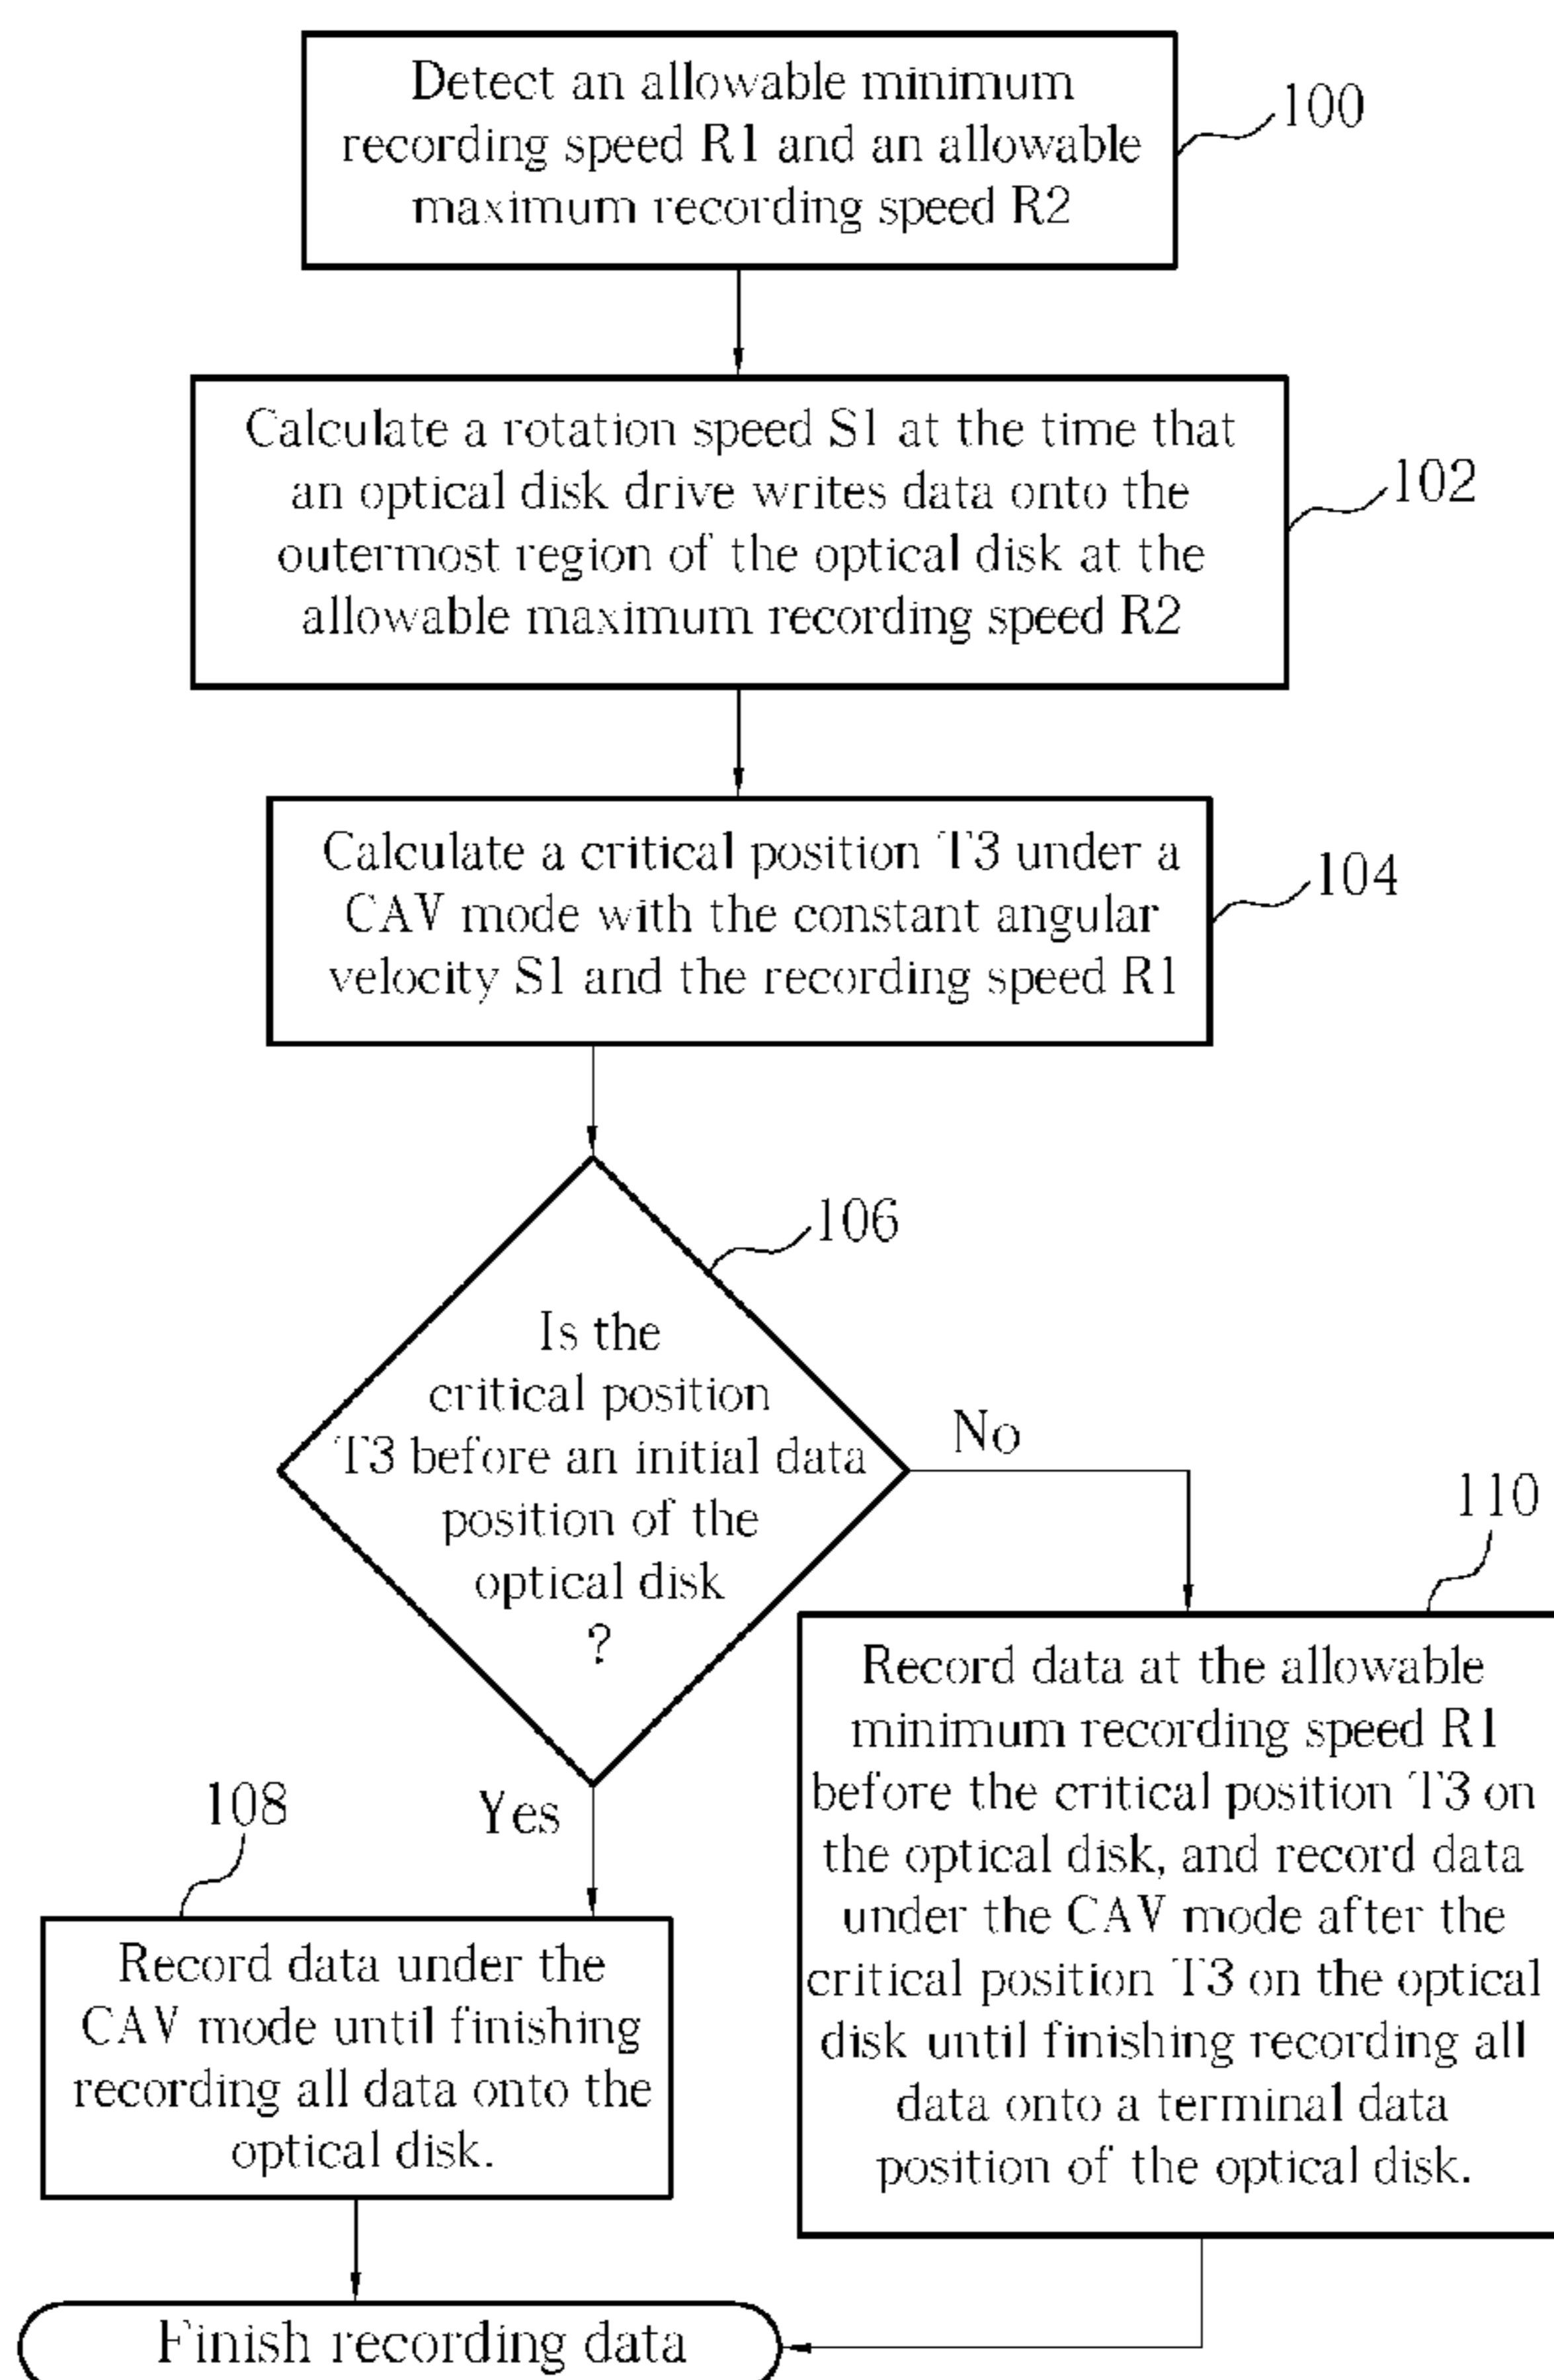 Detect an allowable minimum
recording speed R1 and an allowable
maximum recording speed R2
100
Calculate a rotation speed S1 at the time that
an optical disk drive writes data onto the
outermost region of the optical disk at the
allowable maximum recording speed R2
102
Calculate a critical position T3 under a
CAV mode with the constant angular
velocity S1 and the recording speed R1
104
106
Is the
critical position
T3 before an initial data
position of the
optical disk
?
No
Yes
110
Record data at the allowable
minimum recording speed R1
before the critical position T3 on
the optical disk, and record data
under the CAV mode after the
critical position T3 on the optical
disk until finishing recording all
data onto a terminal data
position of the optical disk.
108
Record data under the
CAV mode until finishing
recording all data onto the
optical disk.
Finish recording data